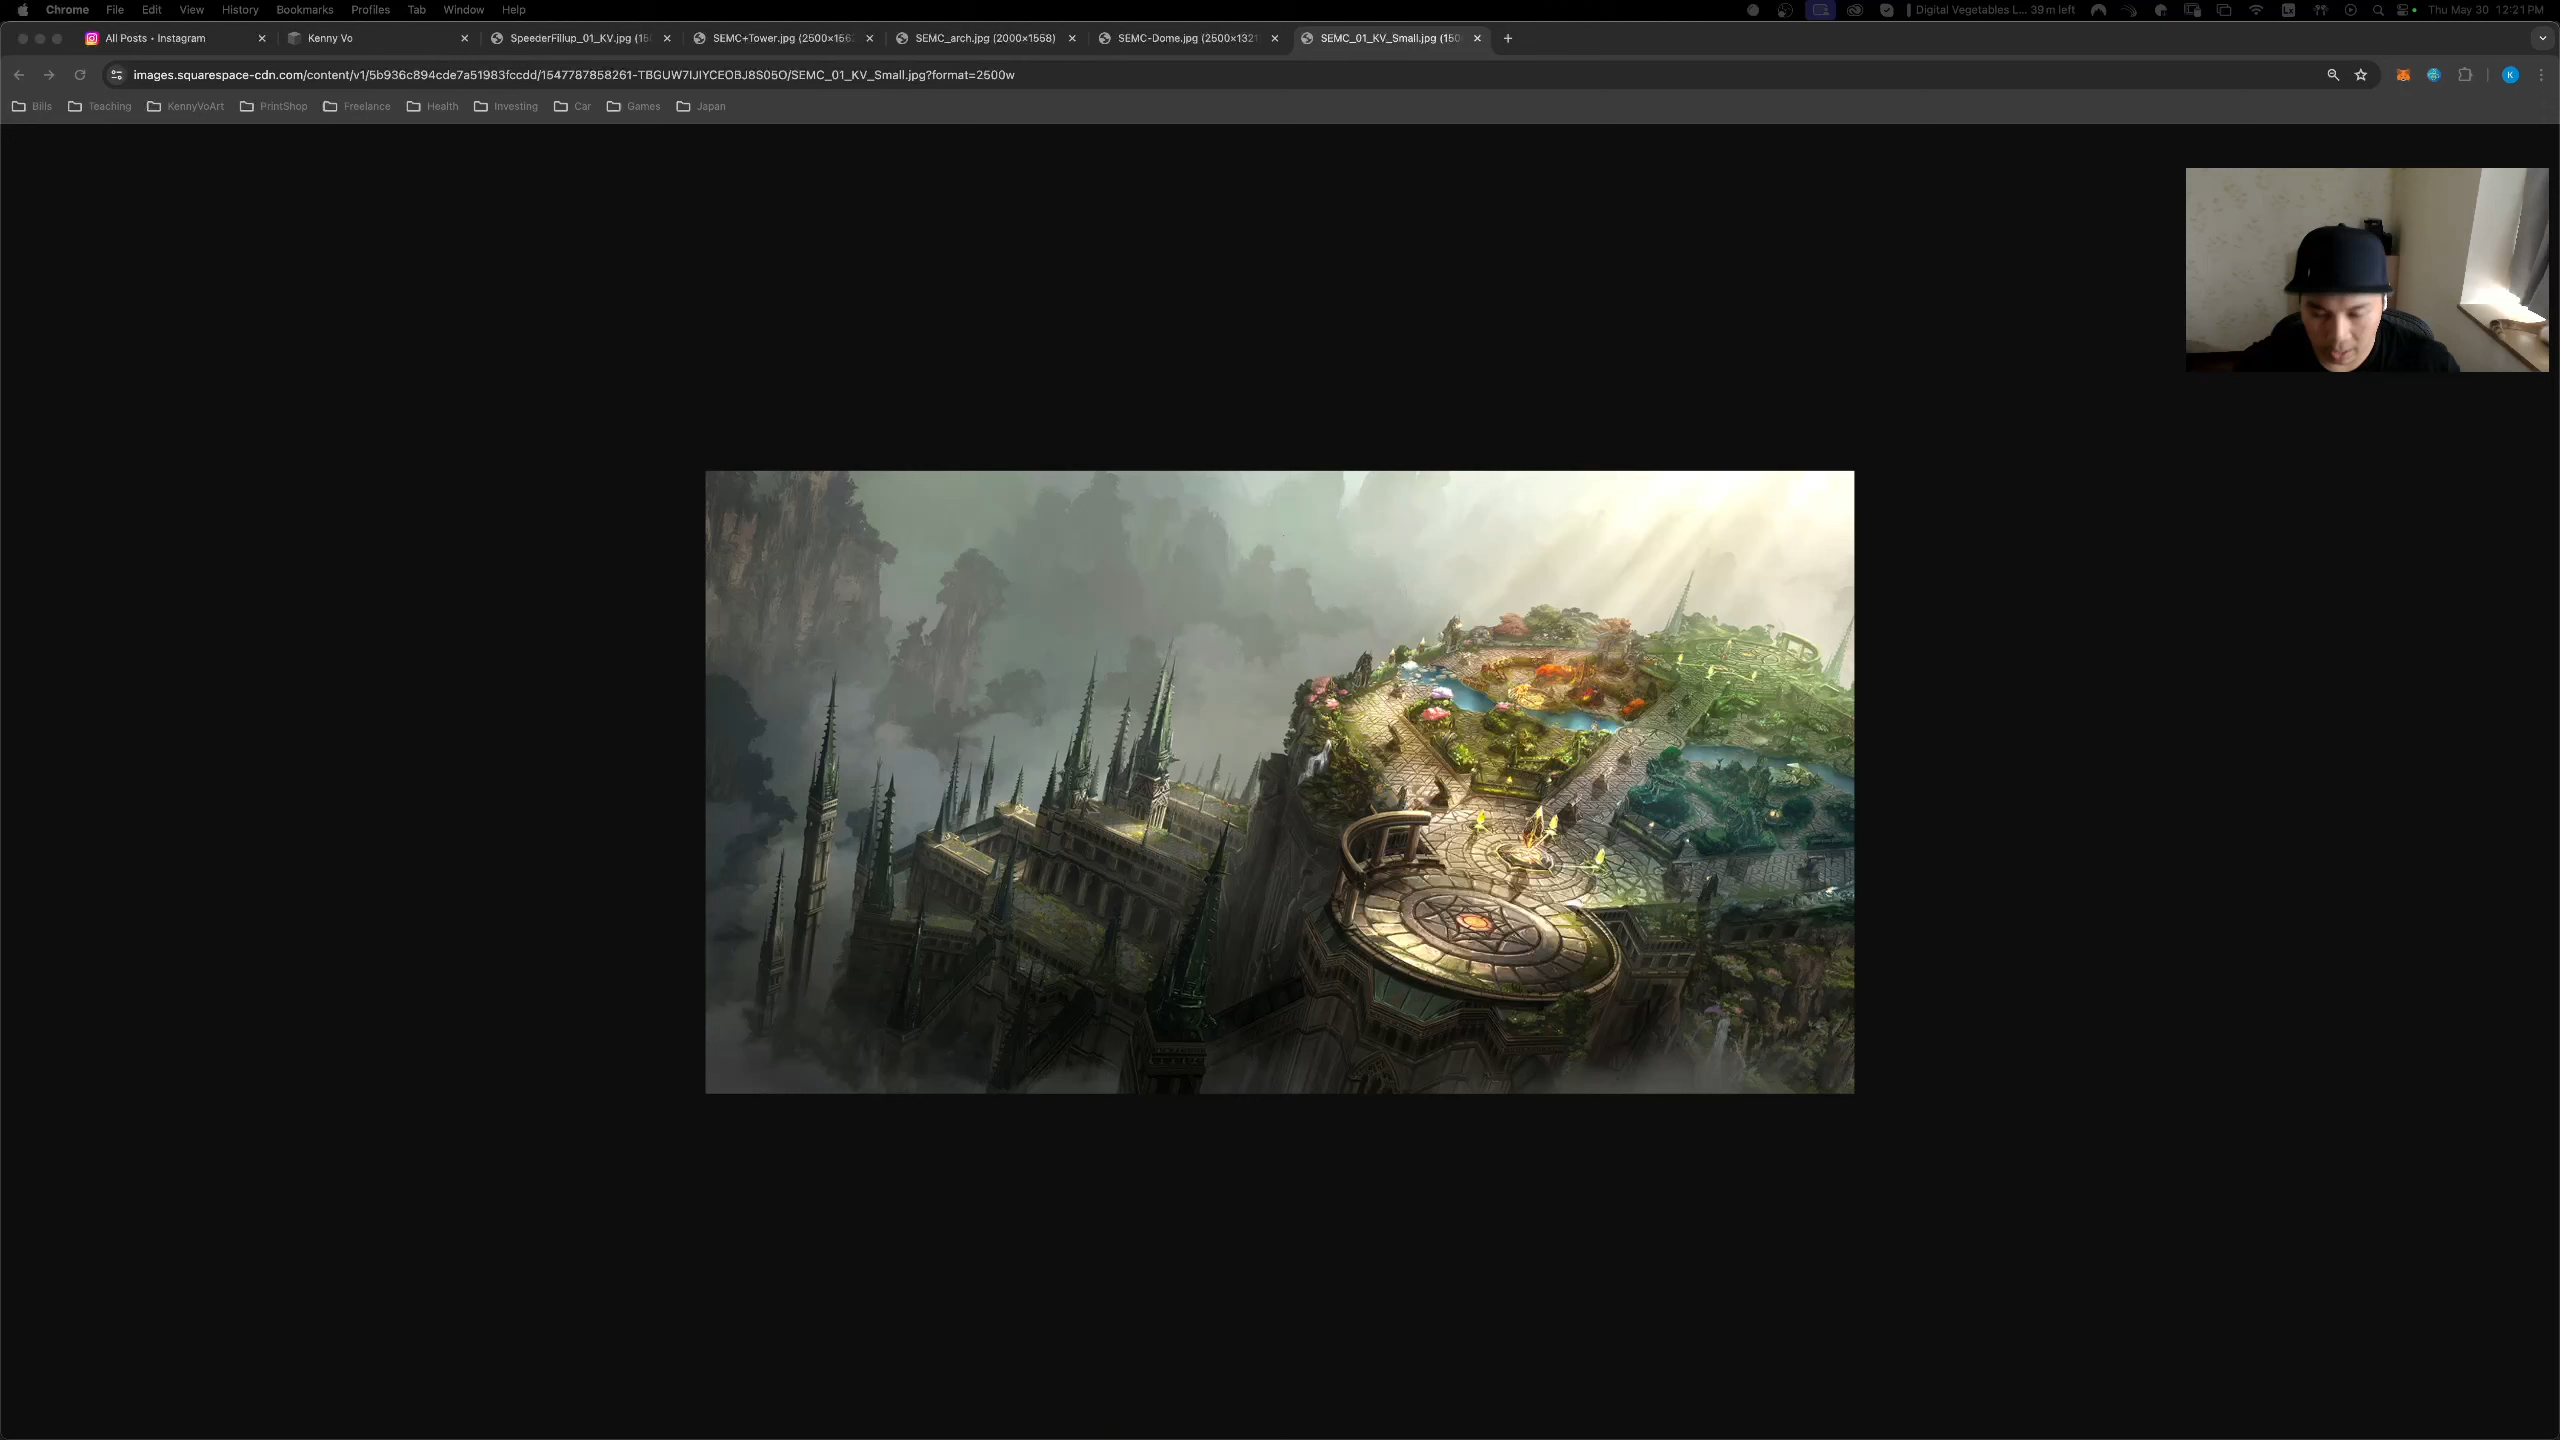 Chrome File Edit View History Bookmarks Profiles Tab Window Help Digital Vegetables L... 39 m left Thu May 30 12:21 PM
All Posts • Instagram Kenny Vo SpeederFillup_01_KV.jpg (15 SEMC+Tower.jpg (2500×156 SEMC_arch.jpg (2000×1558) SEMC-Dome.jpg (2500×1321 SEMC_01_KV_Small.jpg (150
images.squarespace-cdn.com/content/v1/5b936c894cde7a51983fccdd/1547787858261-TBGUW7IJIYCEOBJ8S05O/SEMC_01_KV_Small.jpg?format=2500w K
Bills Teaching KennyVoArt PrintShop Freelance Health Investing Car Games Japan